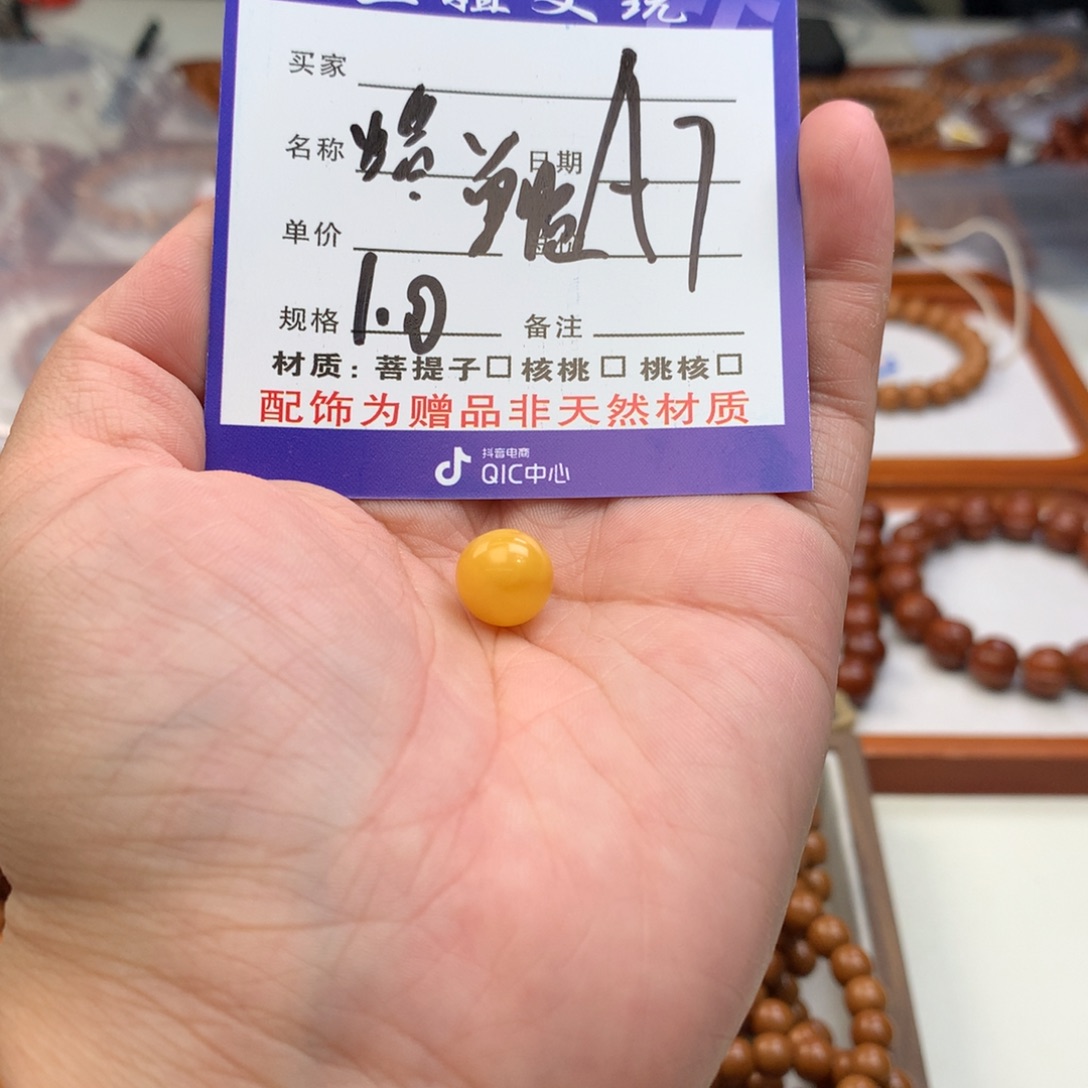 文玩
买家
名称 日期
单价
A7
规格 1.0 备注
材质：菩提子□ 核桃□ 桃核□
配饰为赠品非天然材质
抖音电商
QIC中心